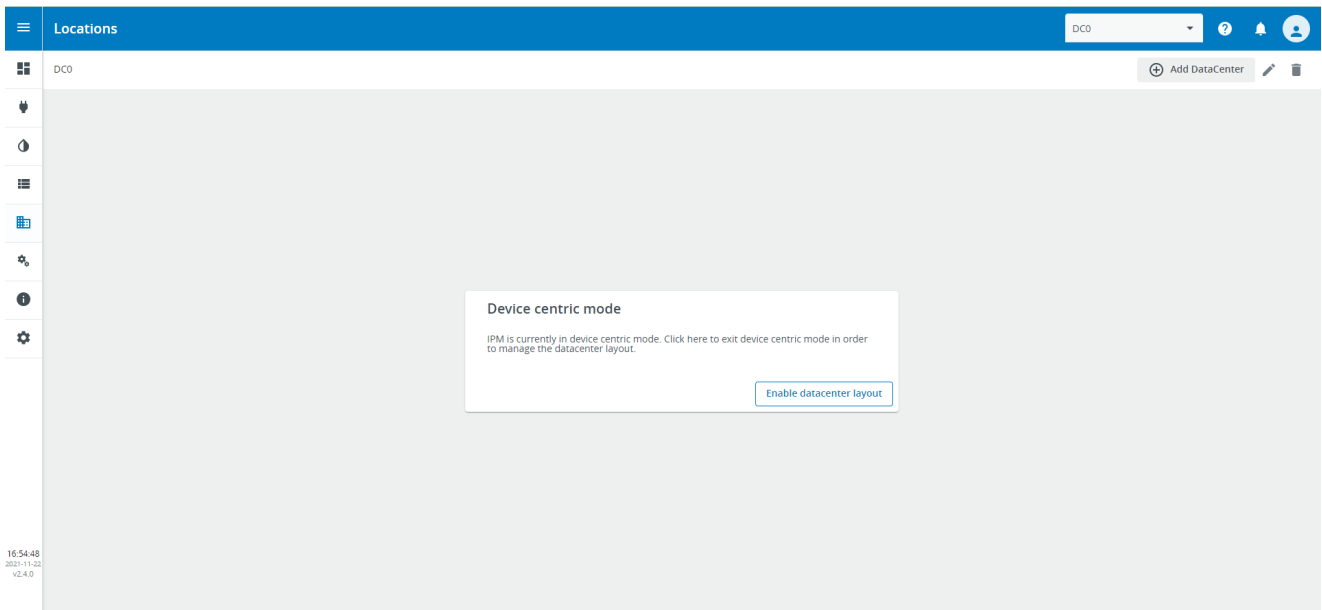 Locations
DC0
DC0
Add DataCenter
Device centric mode
IPM is currently in device centric mode. Click here to exit device centric mode in order
to manage the datacenter layout.
Enable datacenter layout
16:54:48
2021-11-22
v2.4.0